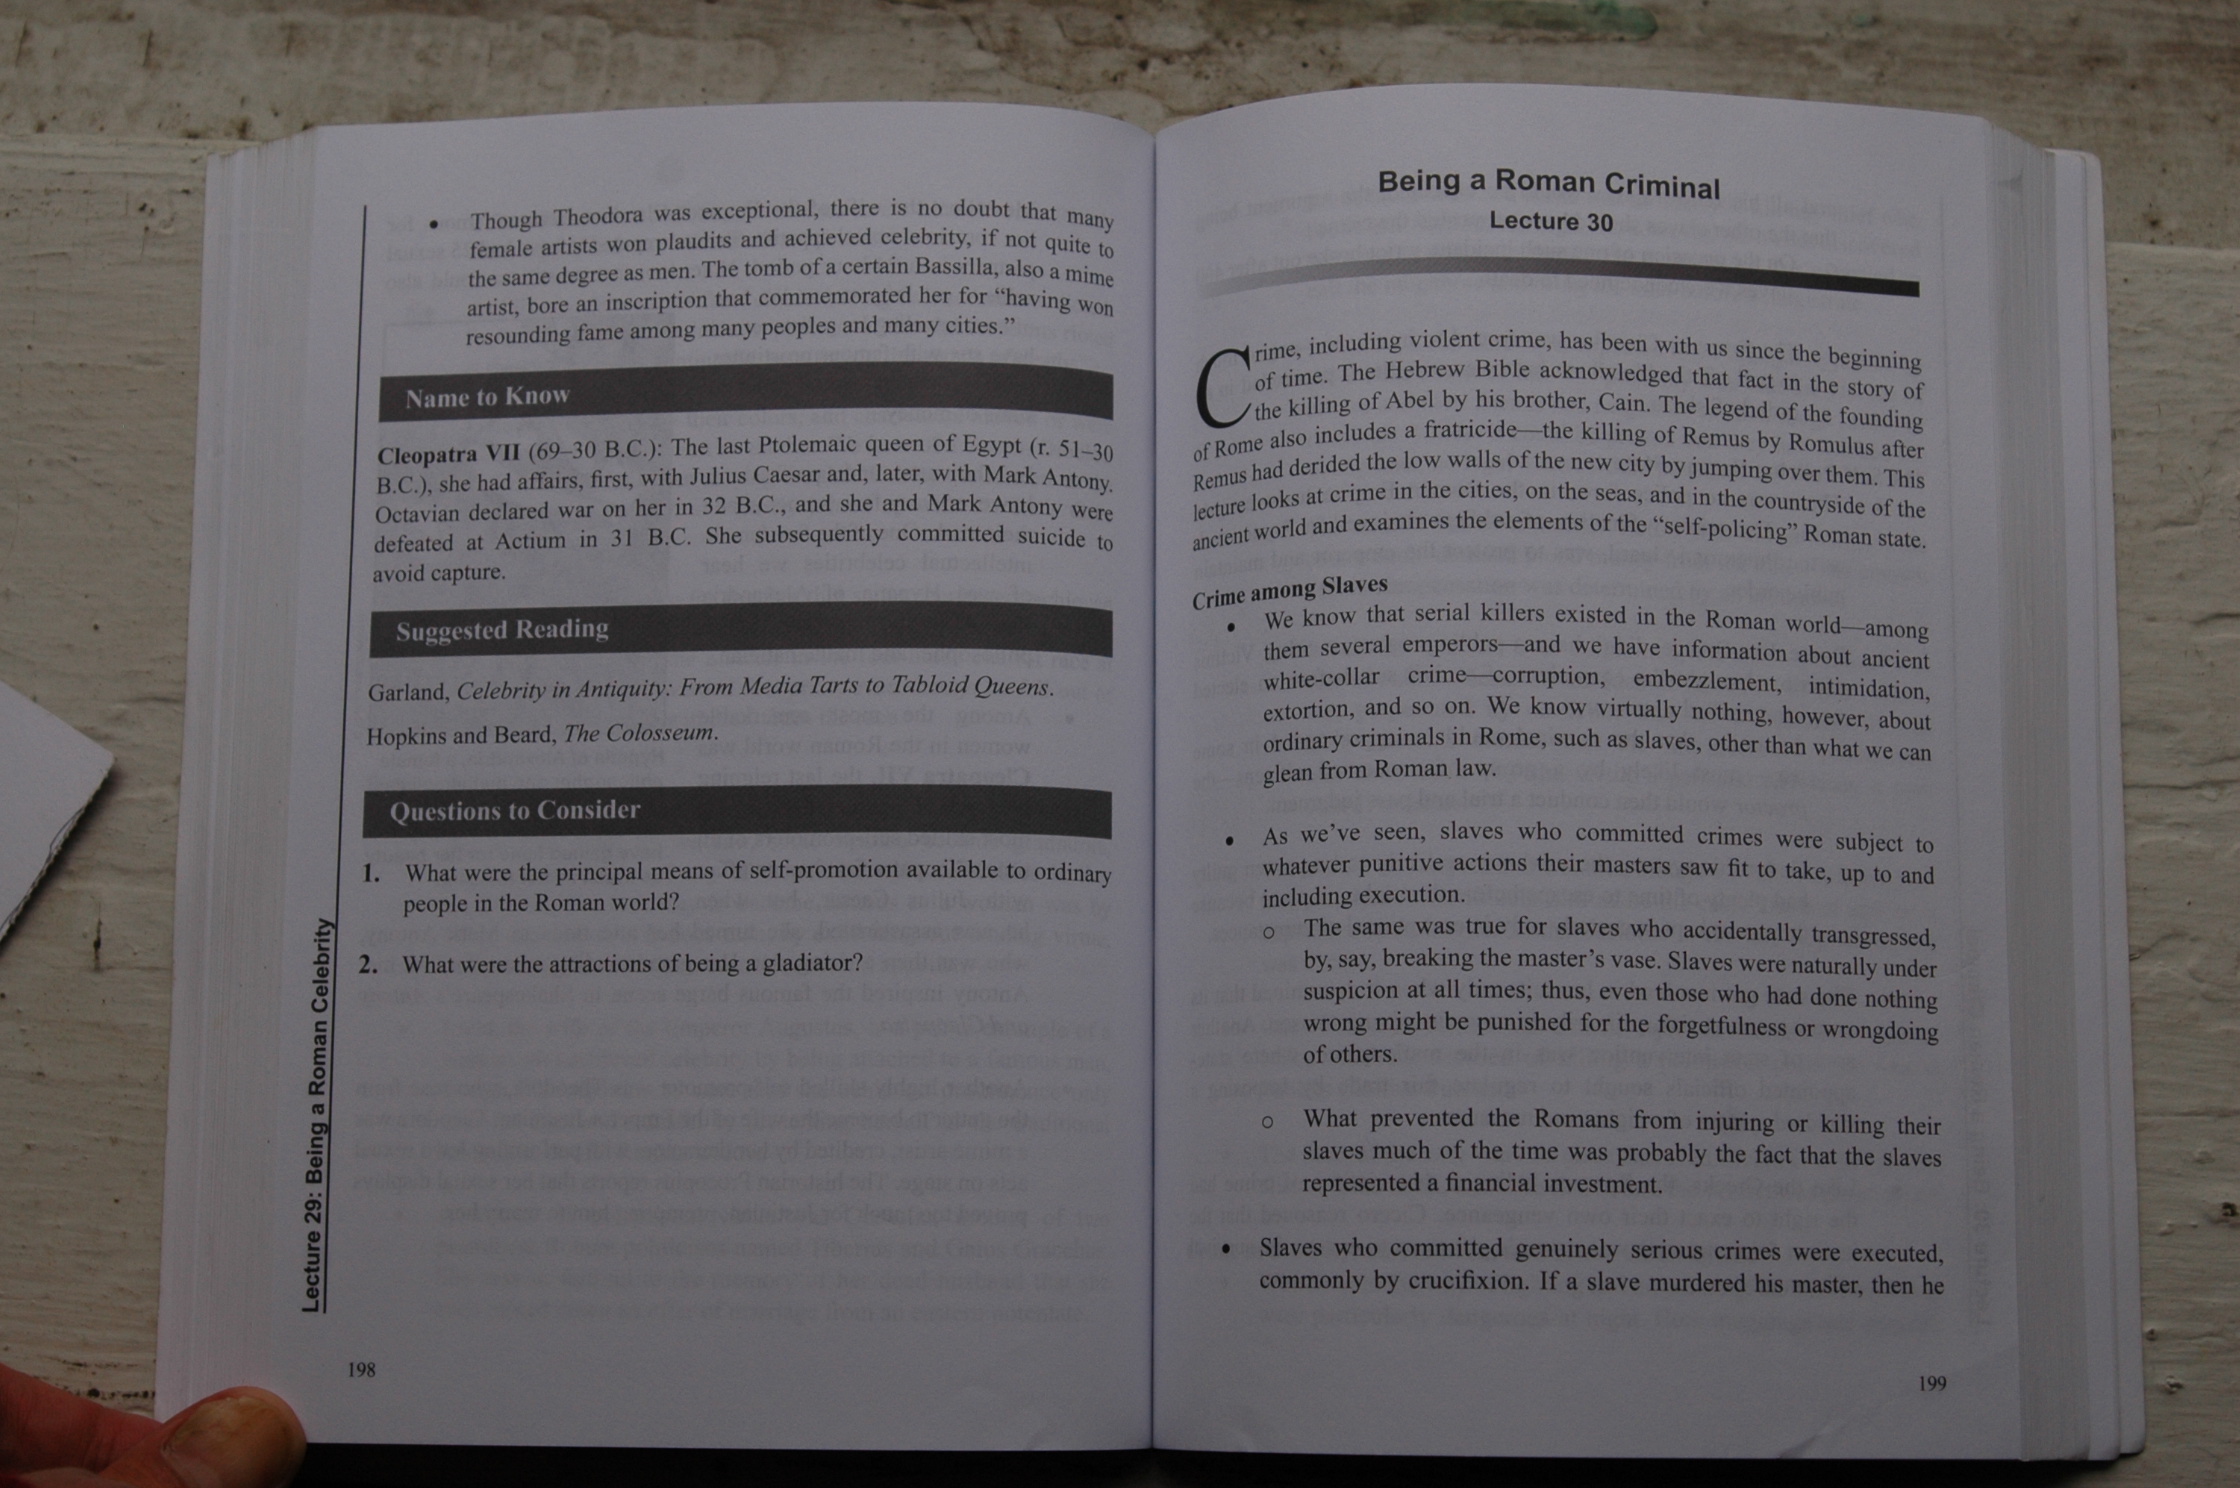 • Though Theodora was exceptional, there is no doubt that many
female artists won plaudits and achieved celebrity, if not quite to
the same degree as men. The tomb of a certain Bassilla, also a mime
artist, bore an inscription that commemorated her for “having won
resounding fame among many peoples and many cities.”
Name to Know
Cleopatra VII (69–30 B.C.): The last Ptolemaic queen of Egypt (r. 51–30
B.C.), she had affairs, first, with Julius Caesar and, later, with Mark Antony.
Octavian declared war on her in 32 B.C., and she and Mark Antony were
defeated at Actium in 31 B.C. She subsequently committed suicide to
avoid capture.
Suggested Reading
Garland, Celebrity in Antiquity: From Media Tarts to Tabloid Queens.
Hopkins and Beard, The Colosseum.
Questions to Consider
1. What were the principal means of self-promotion available to ordinary
people in the Roman world?
2. What were the attractions of being a gladiator?
Lecture 29: Being a Roman Celebrity
198
Being a Roman Criminal
Lecture 30
Crime, including violent crime, has been with us since the beginning
of time. The Hebrew Bible acknowledged that fact in the story of
the killing of Abel by his brother, Cain. The legend of the founding
of Rome also includes a fratricide—the killing of Remus by Romulus after
Remus had derided the low walls of the new city by jumping over them. This
lecture looks at crime in the cities, on the seas, and in the countryside of the
ancient world and examines the elements of the “self-policing” Roman state.
Crime among Slaves
• We know that serial killers existed in the Roman world—among
them several emperors—and we have information about ancient
white-collar crime—corruption, embezzlement, intimidation,
extortion, and so on. We know virtually nothing, however, about
ordinary criminals in Rome, such as slaves, other than what we can
glean from Roman law.
• As we’ve seen, slaves who committed crimes were subject to
whatever punitive actions their masters saw fit to take, up to and
including execution.
○ The same was true for slaves who accidentally transgressed,
by, say, breaking the master’s vase. Slaves were naturally under
suspicion at all times; thus, even those who had done nothing
wrong might be punished for the forgetfulness or wrongdoing
of others.
○ What prevented the Romans from injuring or killing their
slaves much of the time was probably the fact that the slaves
represented a financial investment.
• Slaves who committed genuinely serious crimes were executed,
commonly by crucifixion. If a slave murdered his master, then he
199